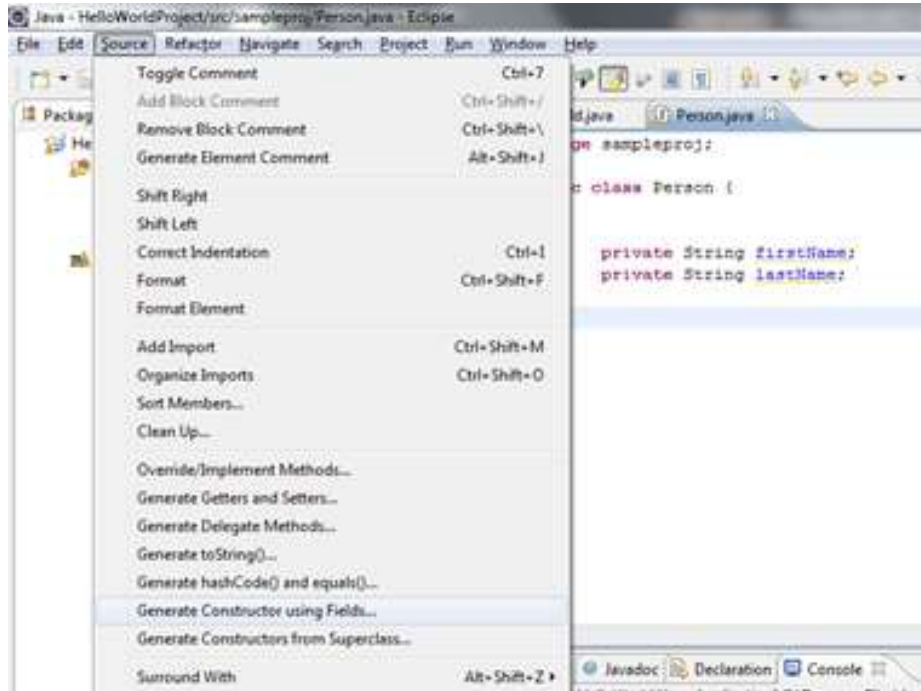 Java - HelloWorldProject/src/sampleproj/Person.java - Eclipse
File Edit Source Refactor Navigate Search Project Run Window Help
Toggle Comment Ctrl+7
Add Block Comment Ctrl+Shift+/
Remove Block Comment Ctrl+Shift+\
Generate Element Comment Alt+Shift+J
Shift Right
Shift Left
Correct Indentation Ctrl+I
Format Ctrl+Shift+F
Format Element
Add Import Ctrl+Shift+M
Organize Imports Ctrl+Shift+O
Sort Members...
Clean Up...
Override/Implement Methods...
Generate Getters and Setters...
Generate Delegate Methods...
Generate toString()...
Generate hashCode() and equals()...
Generate Constructor using Fields...
Generate Constructors from Superclass...
Surround With Alt+Shift+Z
Packag
He
ld.java Person.java
ge sampleproj;
c class Person {
private String firstName;
private String lastName;
Javadoc Declaration Console